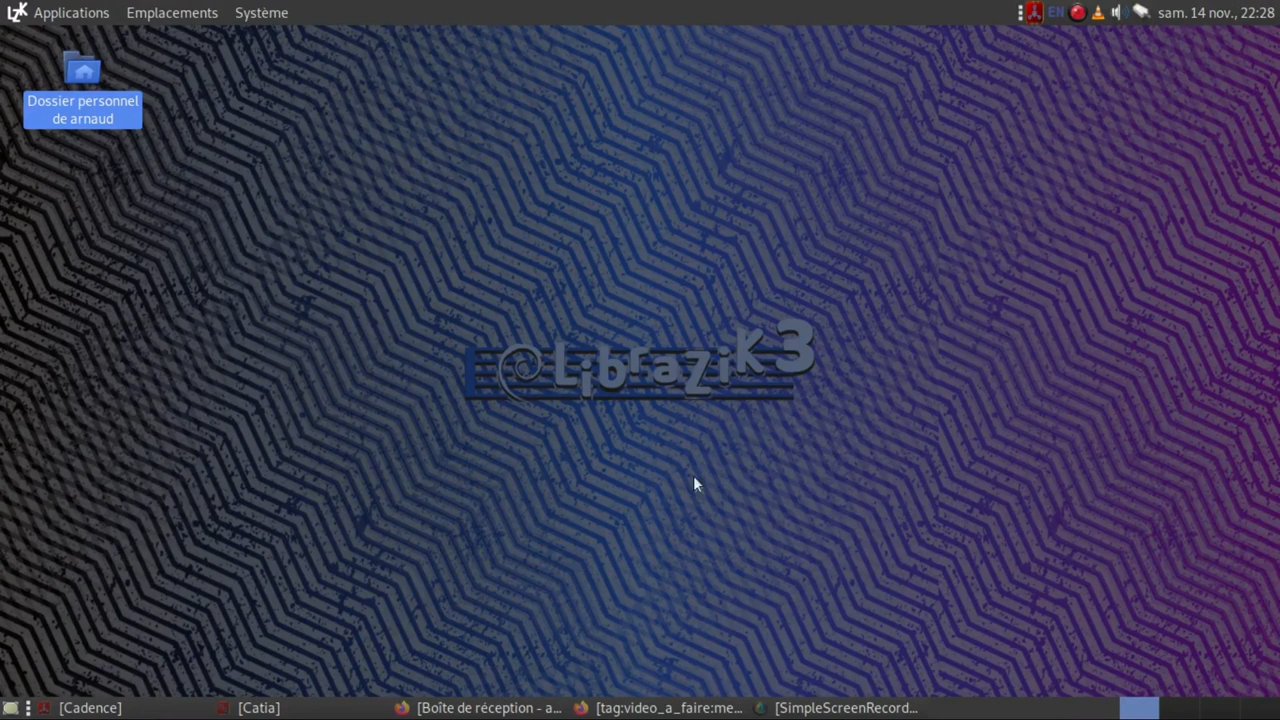 LZK Applications Emplacements Système
EN
sam. 14 nov., 22:28
Dossier personnel
de arnaud
LibraZiK3
[Cadence]
[Catia]
[Boîte de réception - a...
[tag:video_a_faire:me...
[SimpleScreenRecord...